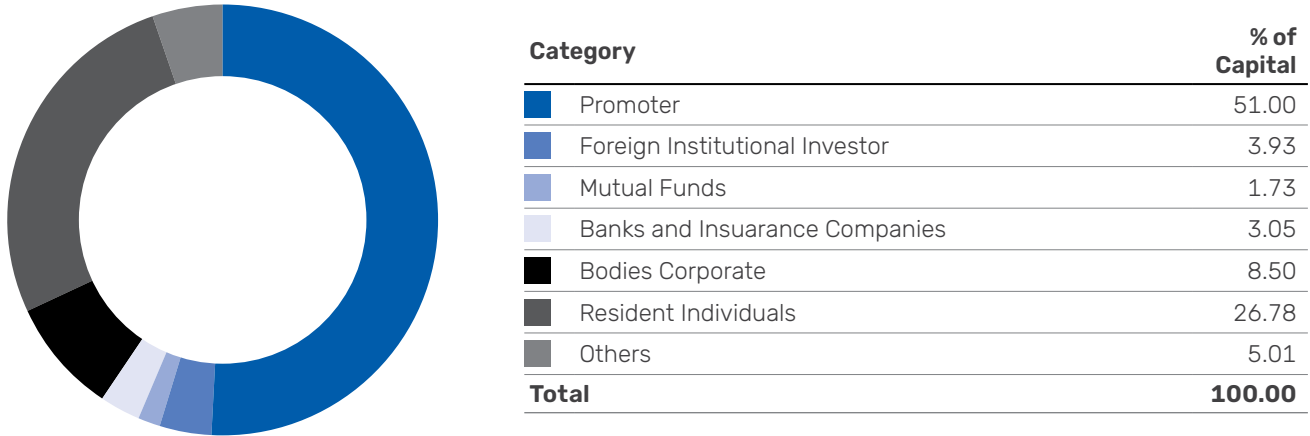 Category % of
Capital
Promoter 51.00
Foreign Institutional Investor 3.93
Mutual Funds 1.73
Banks and Insuarance Companies 3.05
Bodies Corporate 8.50
Resident Individuals 26.78
Others 5.01
Total 100.00